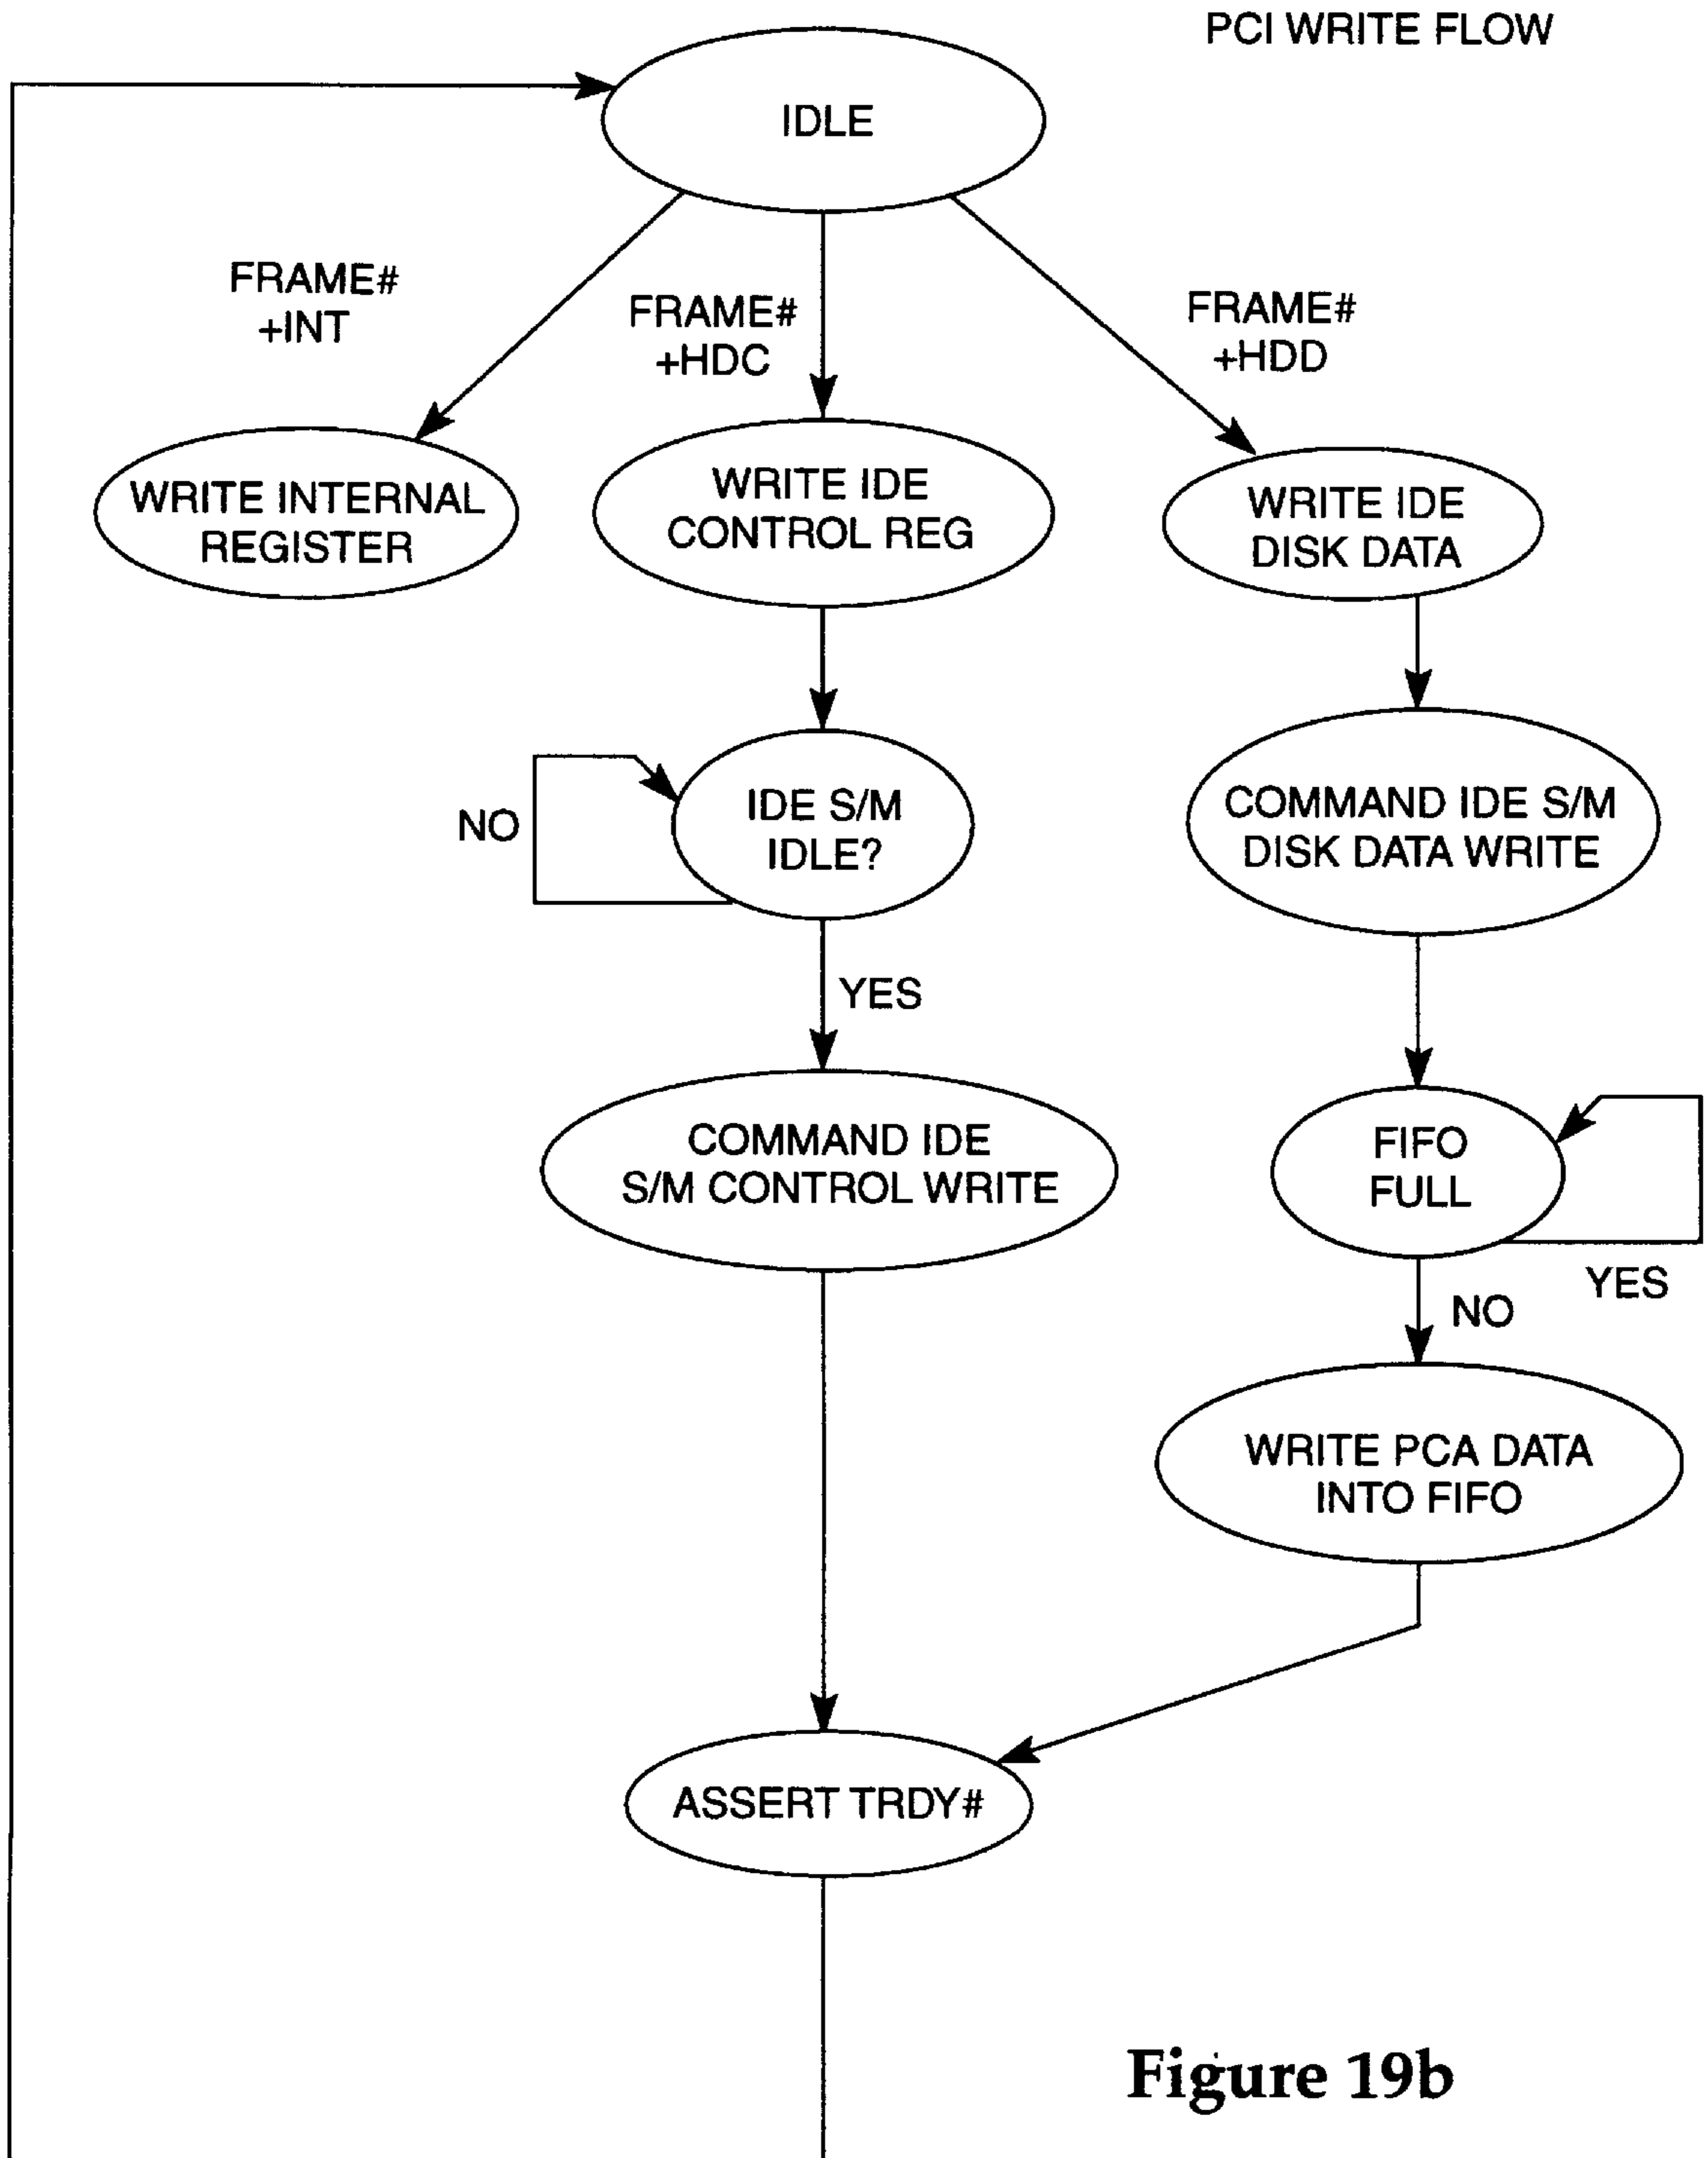 PCI WRITE FLOW
IDLE
FRAME#
+INT
FRAME#
+HDC
FRAME#
+HDD
WRITE INTERNAL
REGISTER
WRITE IDE
CONTROL REG
WRITE IDE
DISK DATA
NO
IDE S/M
IDLE?
COMMAND IDE S/M
DISK DATA WRITE
YES
COMMAND IDE
S/M CONTROL WRITE
FIFO
FULL
YES
NO
WRITE PCA DATA
INTO FIFO
ASSERT TRDY#
Figure 19b